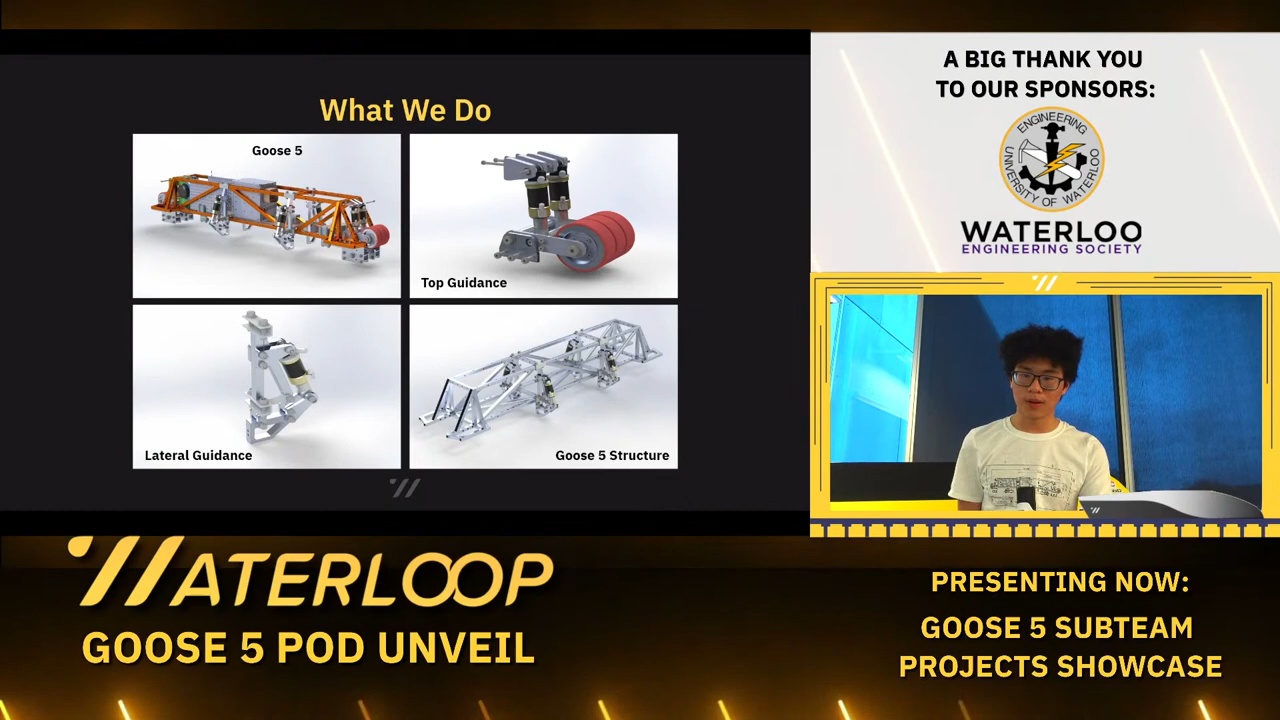 What We Do
Goose 5
Top Guidance
Lateral Guidance
Goose 5 Structure
A BIG THANK YOU
TO OUR SPONSORS:
ENGINEERING
UNIVERSITY OF WATERLOO
WATERLOO
ENGINEERING SOCIETY
WATERLOOP
GOOSE 5 POD UNVEIL
PRESENTING NOW:
GOOSE 5 SUBTEAM
PROJECTS SHOWCASE